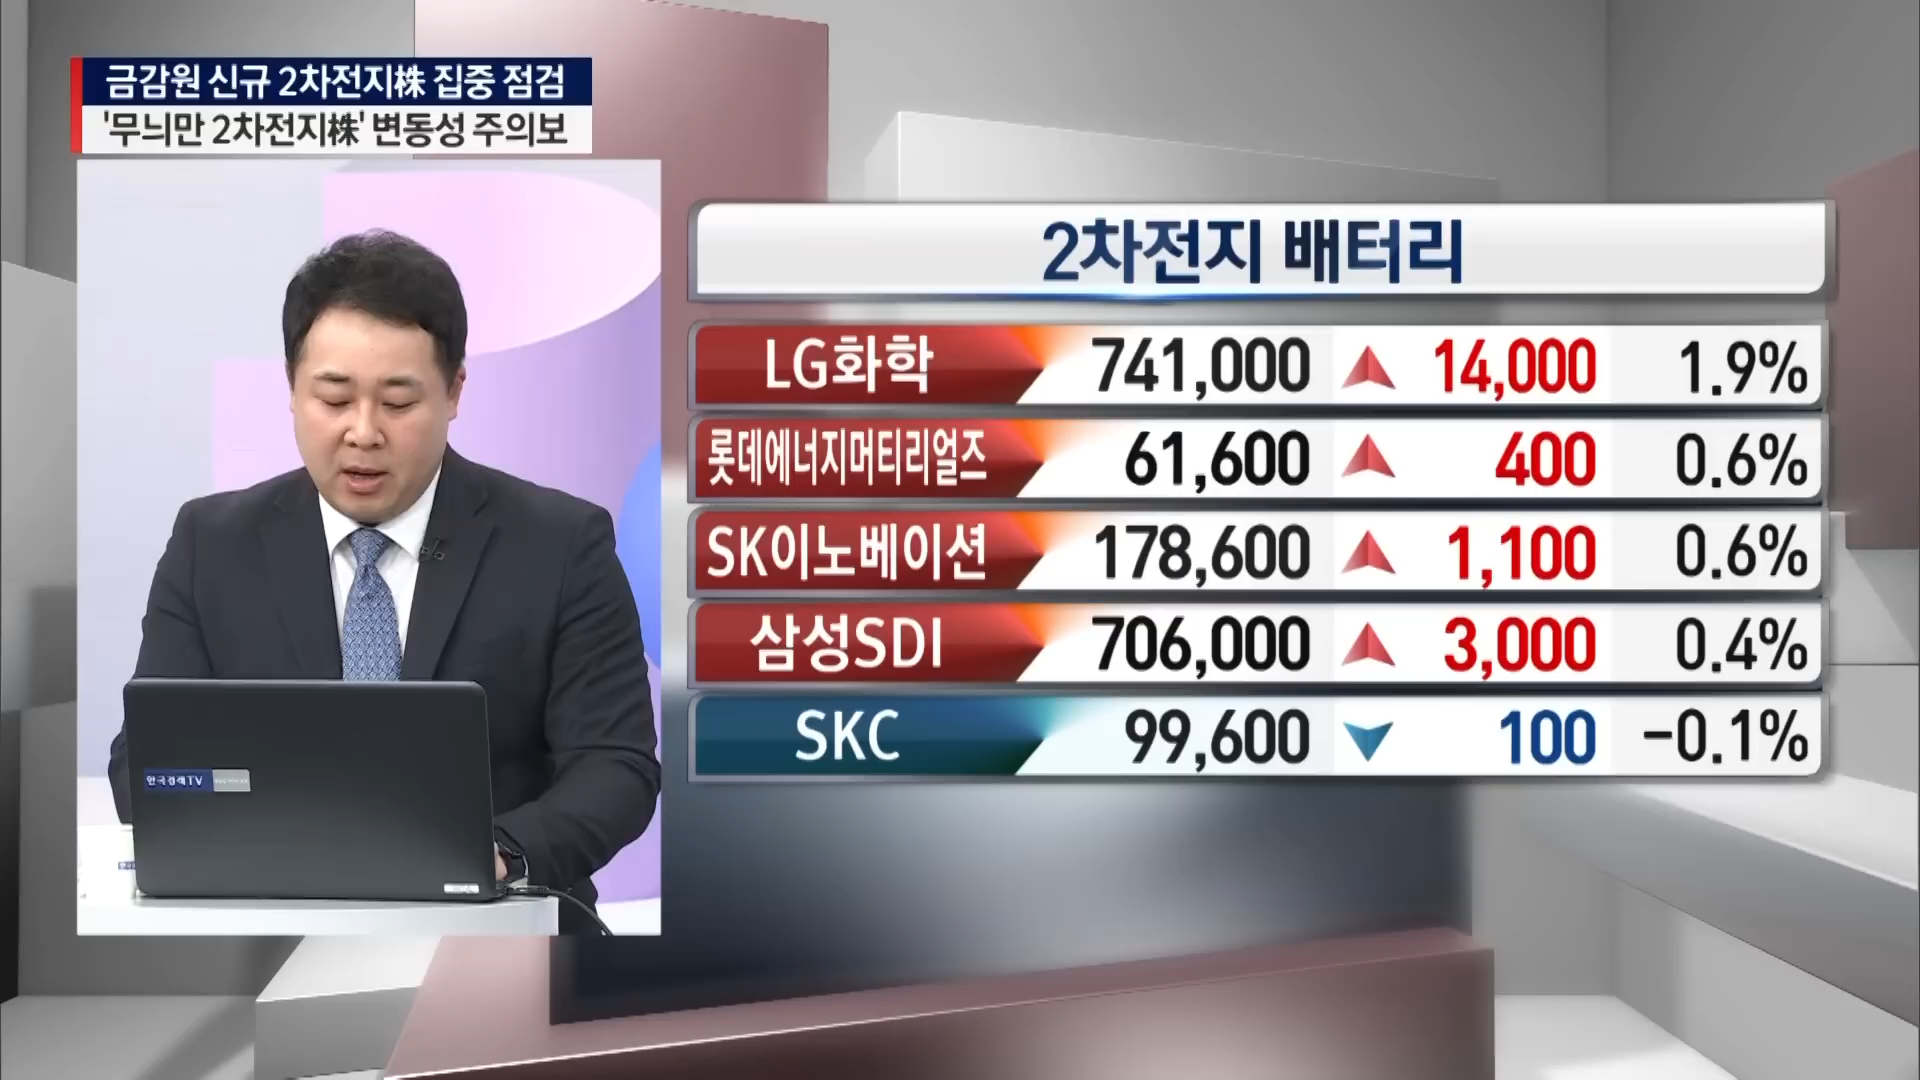 금감원 신규 2차전지株 집중 점검
'무늬만 2차전지株' 변동성 주의보
2차전지 배터리
LG화학 741,000 14,000 1.9%
롯데에너지머티리얼즈 61,600 400 0.6%
SK이노베이션 178,600 1,100 0.6%
삼성SDI 706,000 3,000 0.4%
SKC 99,600 100 -0.1%
한국경제TV